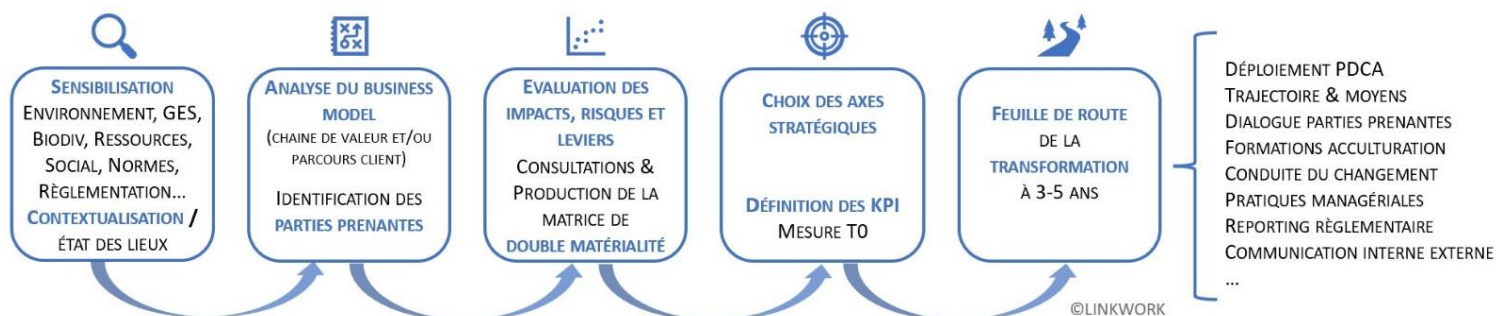 SENSIBILISATION
ENVIRONNEMENT, GES,
BIODIV, RESSOURCES,
SOCIAL, NORMES,
RÈGLEMENTATION...
CONTEXTUALISATION /
ÉTAT DES LIEUX
ANALYSE DU BUSINESS
MODEL
(CHAINE DE VALEUR ET/OU
PARCOURS CLIENT)
IDENTIFICATION DES
PARTIES PRENANTES
EVALUATION DES
IMPACTS, RISQUES ET
LEVIERS
CONSULTATIONS &
PRODUCTION DE LA
MATRICE DE
DOUBLE MATÉRIALITÉ
CHOIX DES AXES
STRATÉGIQUES
DÉFINITION DES KPI
MESURE T0
FEUILLE DE ROUTE
DE LA
TRANSFORMATION
À 3-5 ANS
DÉPLOIEMENT PDCA
TRAJECTOIRE & MOYENS
DIALOGUE PARTIES PRENANTES
FORMATIONS ACCULTURATION
CONDUITE DU CHANGEMENT
PRATIQUES MANAGÉRIALES
REPORTING RÈGLEMENTAIRE
COMMUNICATION INTERNE EXTERNE
...
©LINKWORK